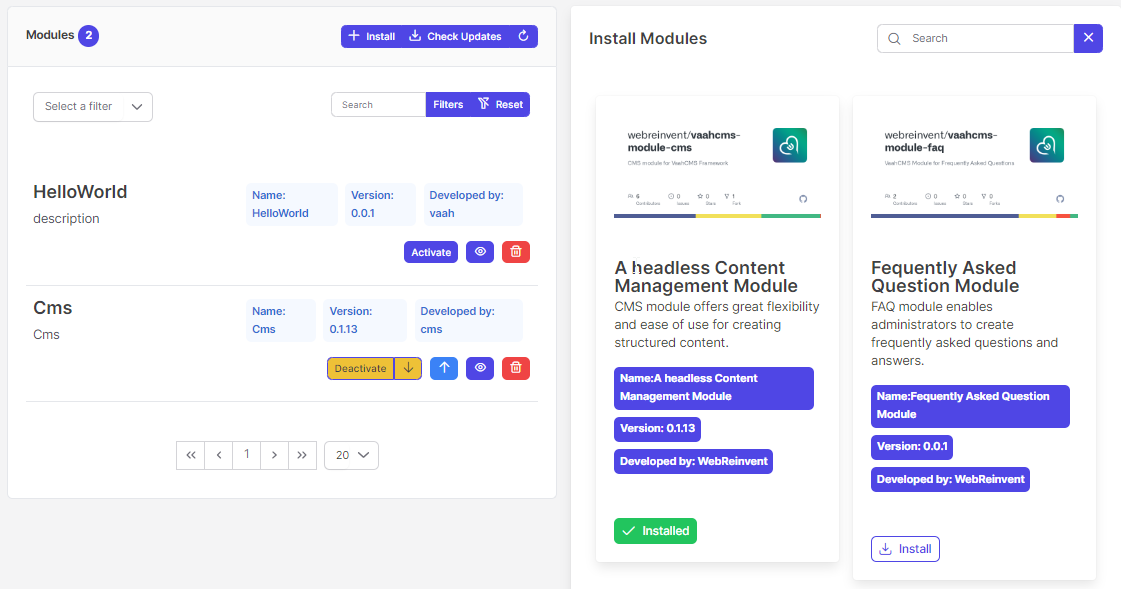 Modules 2
Install Check Updates
Select a filter
Search Filters Reset
HelloWorld
description
Name:
HelloWorld
Version:
0.0.1
Developed by:
vaah
Activate
Cms
Cms
Name:
Cms
Version:
0.1.13
Developed by:
cms
Deactivate
1
20
Install Modules
Search
webreinvent/vaahcms-
module-cms
CMS module for VaahCMS Framework
6
Contributors
0
Issues
0
Stars
1
Fork
A headless Content
Management Module
CMS module offers great flexibility
and ease of use for creating
structured content.
Name:A headless Content
Management Module
Version: 0.1.13
Developed by: WebReinvent
Installed
webreinvent/vaahcms-
module-faq
VaahCMS Module for Frequently Asked Questions
2
Contributors
0
Issues
0
Stars
0
Forks
Fequently Asked
Question Module
FAQ module enables
administrators to create
frequently asked questions and
answers.
Name:Fequently Asked Question
Module
Version: 0.0.1
Developed by: WebReinvent
Install